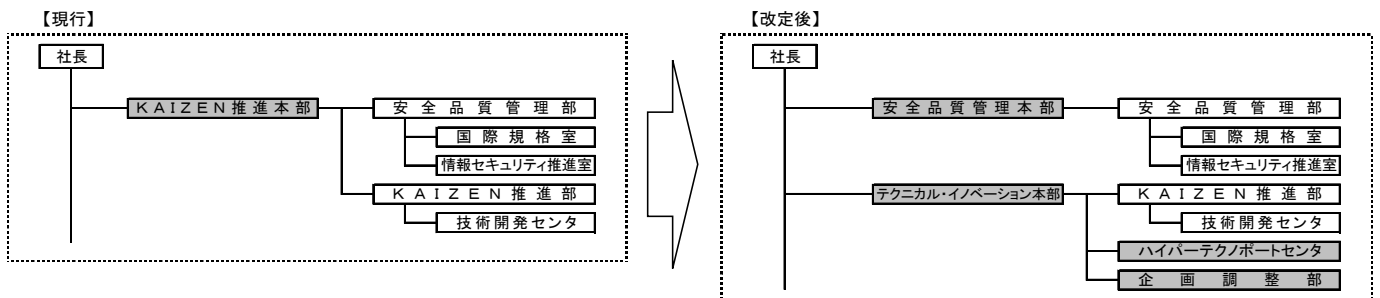 【現行】
社長
KAIZEN推進本部
安全品質管理部
国際規格室
情報セキュリティ推進室
KAIZEN推進部
技術開発センタ
【改定後】
社長
安全品質管理本部
安全品質管理部
国際規格室
情報セキュリティ推進室
テクニカル・イノベーション本部
KAIZEN推進部
技術開発センタ
ハイパーテクノポートセンタ
企画調整部